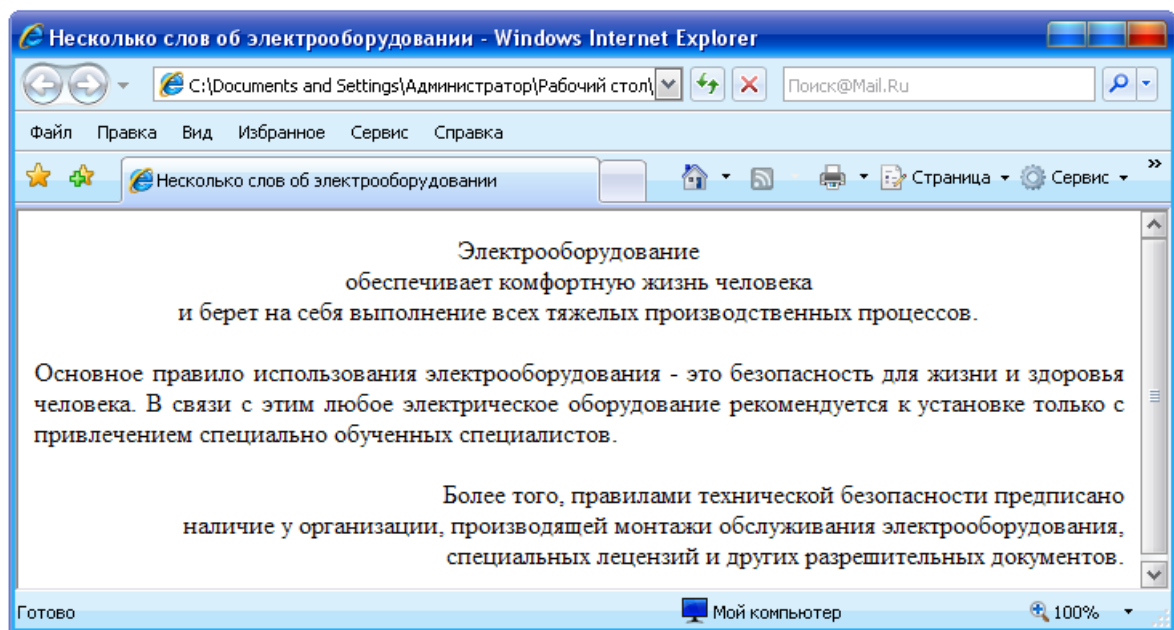 Несколько слов об электрооборудовании - Windows Internet Explorer
C:\Documents and Settings\Администратор\Рабочий стол\
Поиск@Mail.Ru
Файл Правка Вид Избранное Сервис Справка
Несколько слов об электрооборудовании
Страница Сервис »
Электрооборудование
обеспечивает комфортную жизнь человека
и берет на себя выполнение всех тяжелых производственных процессов.
Основное правило использования электрооборудования - это безопасность для жизни и здоровья
человека. В связи с этим любое электрическое оборудование рекомендуется к установке только с
привлечением специально обученных специалистов.
Более того, правилами технической безопасности предписано
наличие у организации, производящей монтажи обслуживания электрооборудования,
специальных лецензий и других разрешительных документов.
Готово Мой компьютер 100%